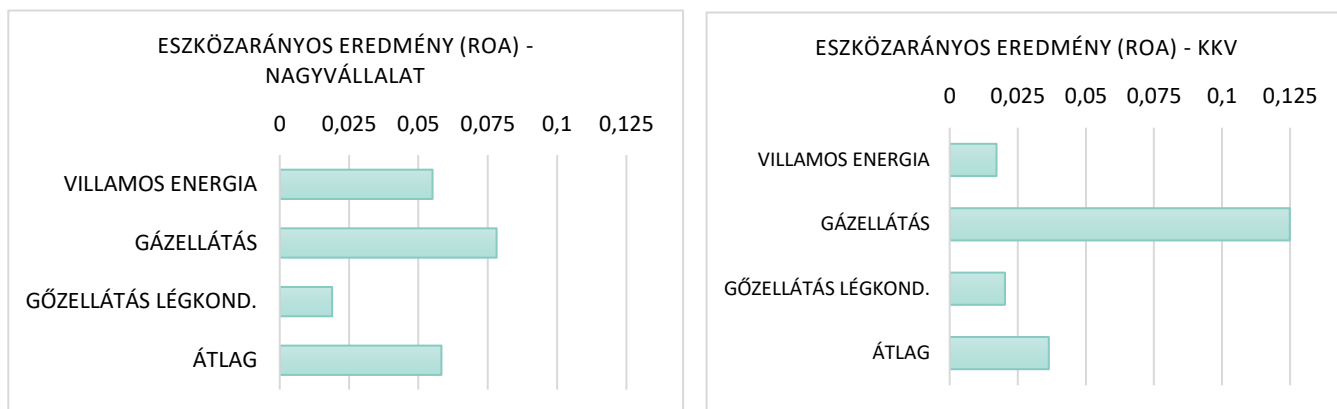 ESZKÖZARÁNYOS EREDMÉNY (ROA) -
NAGYVÁLLALAT
0 0,025 0,05 0,075 0,1 0,125
VILLAMOS ENERGIA
GÁZELLÁTÁS
GŐZELLÁTÁS LÉGKOND.
ÁTLAG
ESZKÖZARÁNYOS EREDMÉNY (ROA) - KKV
0 0,025 0,05 0,075 0,1 0,125
VILLAMOS ENERGIA
GÁZELLÁTÁS
GŐZELLÁTÁS LÉGKOND.
ÁTLAG